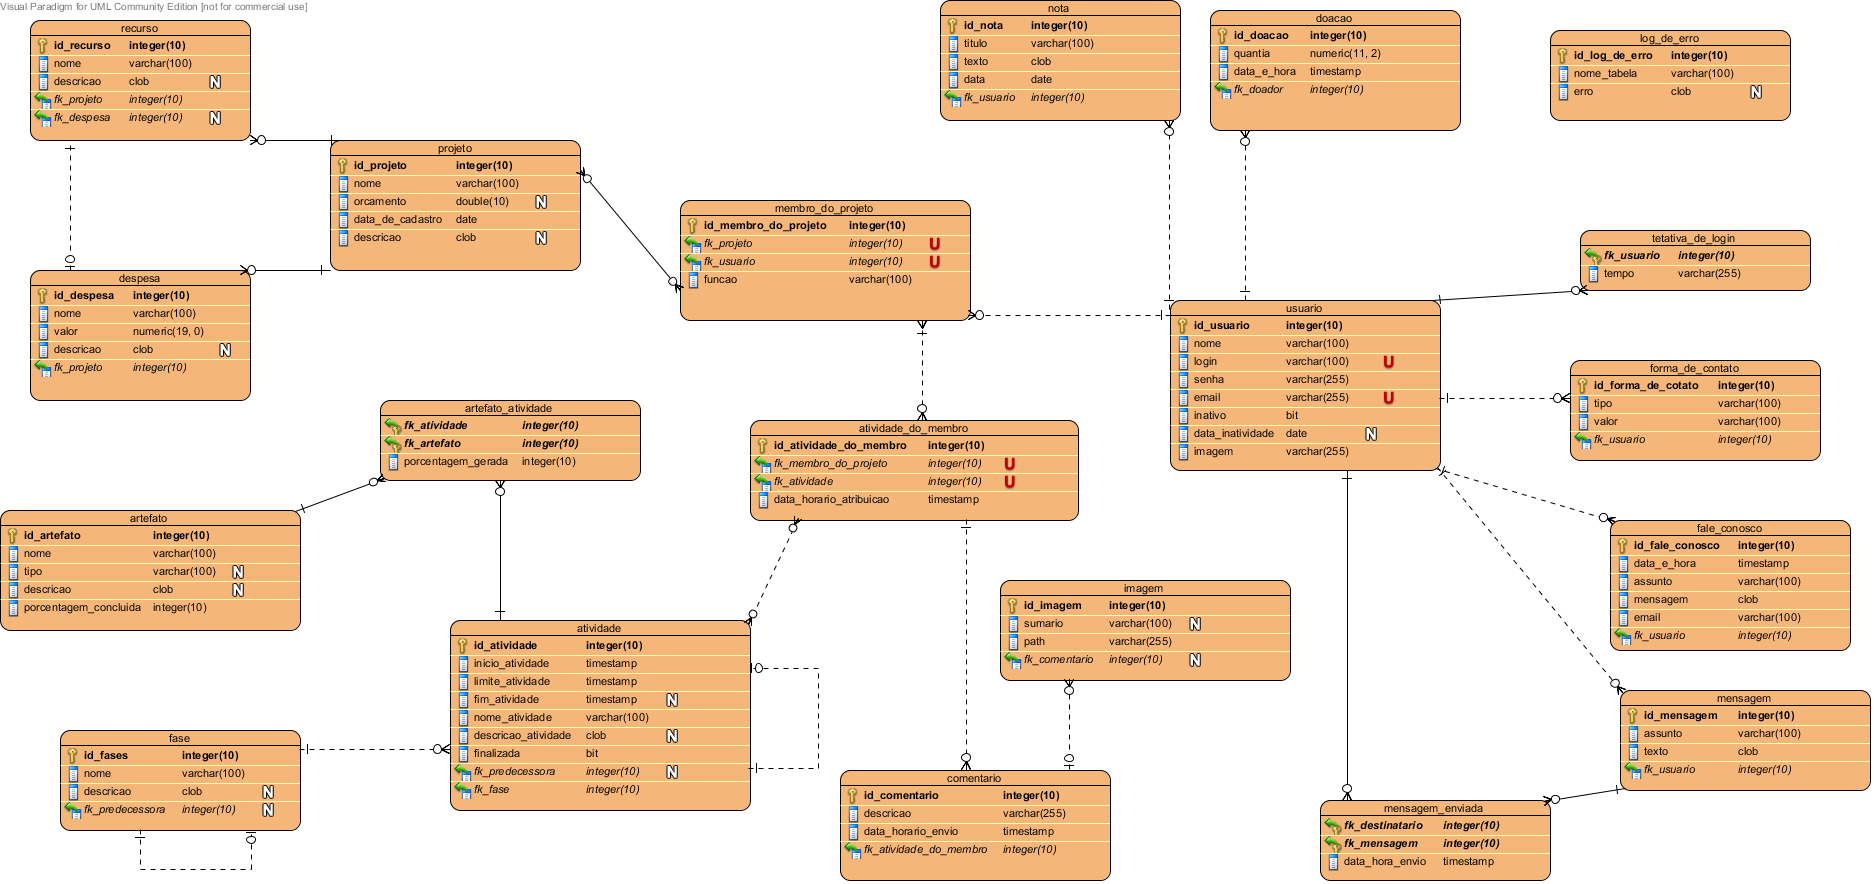 Visual Paradigm for UML Community Edition [not for commercial use]
recurso
id_recurso integer(10)
nome varchar(100)
descricao clob N
fk_projeto integer(10)
fk_despesa integer(10) N
projeto
id_projeto integer(10)
nome varchar(100)
orcamento double(10) N
data_de_cadastro date
descricao clob N
despesa
id_despesa integer(10)
nome varchar(100)
valor numeric(19, 0)
descricao clob N
fk_projeto integer(10)
membro_do_projeto
id_membro_do_projeto integer(10)
fk_projeto integer(10) U
fk_usuario integer(10) U
funcao varchar(100)
nota
id_nota integer(10)
titulo varchar(100)
texto clob
data date
fk_usuario integer(10)
doacao
id_doacao integer(10)
quantia numeric(11, 2)
data_e_hora timestamp
fk_doador integer(10)
log_de_erro
id_log_de_erro integer(10)
nome_tabela varchar(100)
erro clob N
tetativa_de_login
fk_usuario integer(10)
tempo varchar(255)
usuario
id_usuario integer(10)
nome varchar(100)
login varchar(100) U
senha varchar(255)
email varchar(255) U
inativo bit
data_inatividade date N
imagem varchar(255)
forma_de_contato
id_forma_de_cotato integer(10)
tipo varchar(100)
valor varchar(100)
fk_usuario integer(10)
artefato_atividade
fk_atividade integer(10)
fk_artefato integer(10)
porcentagem_gerada integer(10)
atividade_do_membro
id_atividade_do_membro integer(10)
fk_membro_do_projeto integer(10) U
fk_atividade integer(10) U
data_horario_atribuicao timestamp
artefato
id_artefato integer(10)
nome varchar(100)
tipo varchar(100) N
descricao clob N
porcentagem_concluida integer(10)
fale_conosco
id_fale_conosco integer(10)
data_e_hora timestamp
assunto varchar(100)
mensagem clob
email varchar(100)
fk_usuario integer(10)
imagem
id_imagem integer(10)
sumario varchar(100) N
path varchar(255)
fk_comentario integer(10) N
atividade
id_atividade integer(10)
inicio_atividade timestamp
limite_atividade timestamp
fim_atividade timestamp N
nome_atividade varchar(100)
descricao_atividade clob N
finalizada bit
fk_predecessora integer(10) N
fk_fase integer(10)
mensagem
id_mensagem integer(10)
assunto varchar(100)
texto clob
fk_usuario integer(10)
fase
id_fases integer(10)
nome varchar(100)
descricao clob N
fk_predecessora integer(10) N
comentario
id_comentario integer(10)
descricao varchar(255)
data_horario_envio timestamp
fk_atividade_do_membro integer(10)
mensagem_enviada
fk_destinatario integer(10)
fk_mensagem integer(10)
data_hora_envio timestamp